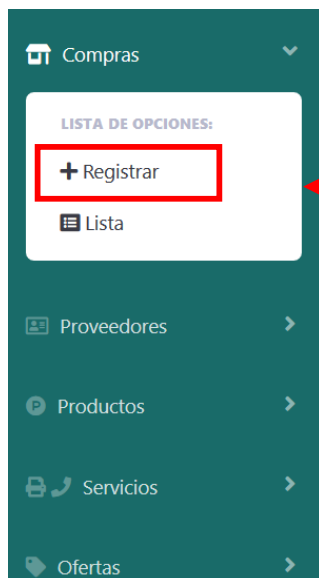 Compras
LISTA DE OPCIONES:
Registrar
Lista
Proveedores
Productos
Servicios
Ofertas